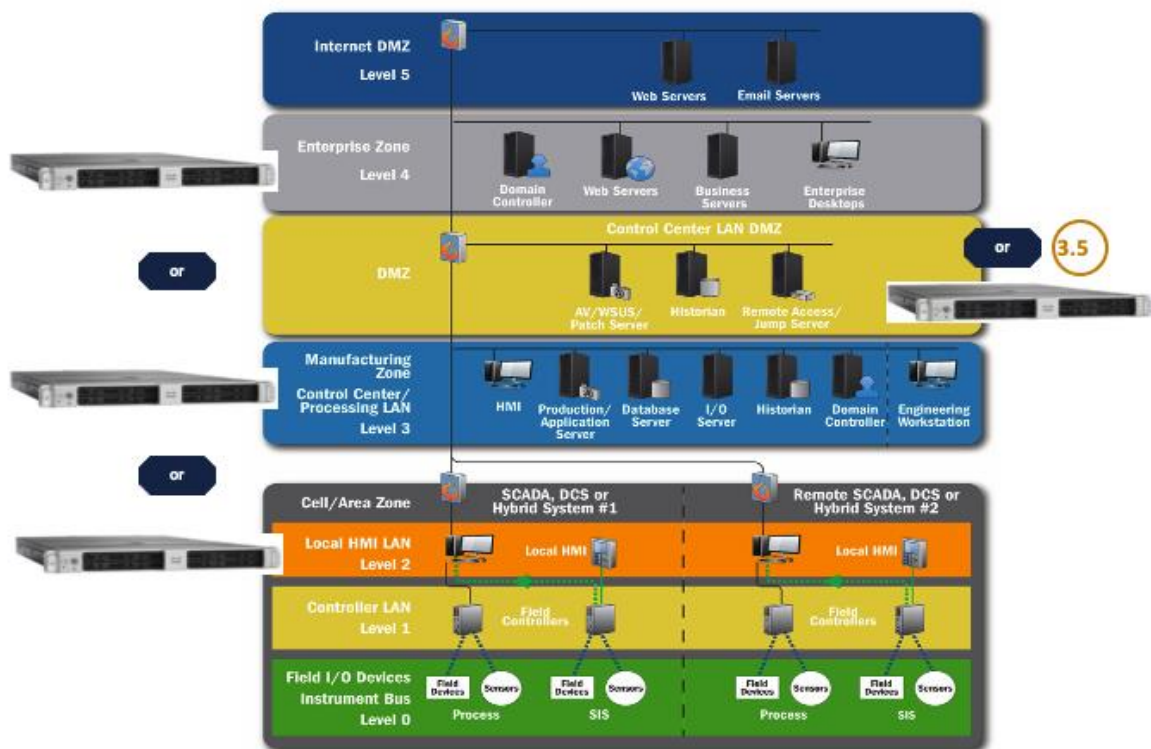 Internet DMZ
Level 5
Web Servers
Email Servers
Enterprise Zone
Level 4
Domain
Controller
Web Servers
Business
Servers
Enterprise
Desktops
or
Control Center LAN DMZ
DMZ
AV/WSUS/
Patch Server
Historian
Remote Access/
Jump Server
or
3.5
Manufacturing
Zone
Control Center/
Processing LAN
Level 3
HMI
Production/
Application
Server
Database
Server
I/O
Server
Historian
Domain
Controller
Engineering
Workstation
or
Cell/Area Zone
SCADA, DCS or
Hybrid System #1
Remote SCADA, DCS or
Hybrid System #2
Local HMI LAN
Level 2
Local HMI
Local HMI
Controller LAN
Level 1
Field
Controllers
Field
Controllers
Field I/O Devices
Instrument Bus
Level 0
Field
Devices
Sensors
Process
Field
Devices
Sensors
SIS
Field
Devices
Sensors
Process
Field
Devices
Sensors
SIS